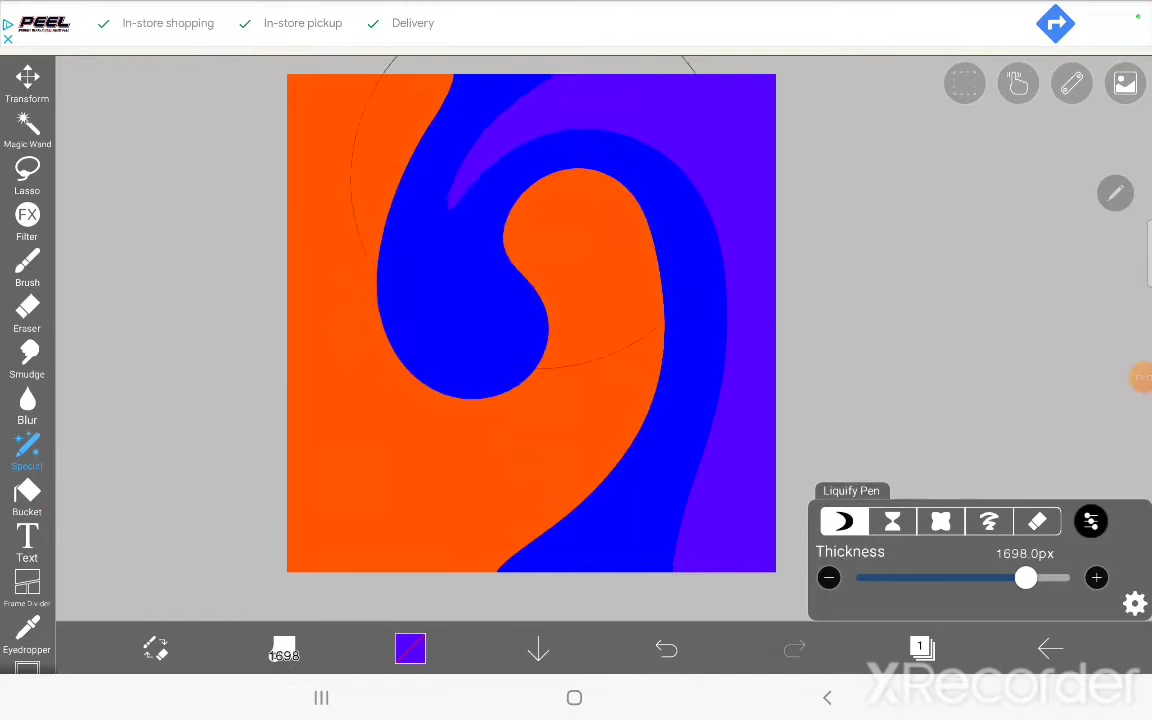 PEEL
In-store shopping
In-store pickup
Delivery
Transform
Magic Wand
Lasso
FX
Filter
Brush
Eraser
Smudge
Blur
Special
Bucket
T
Text
Frame Divider
Eyedropper
Liquify Pen
Thickness
1698.0px
1698
1
XRecorder